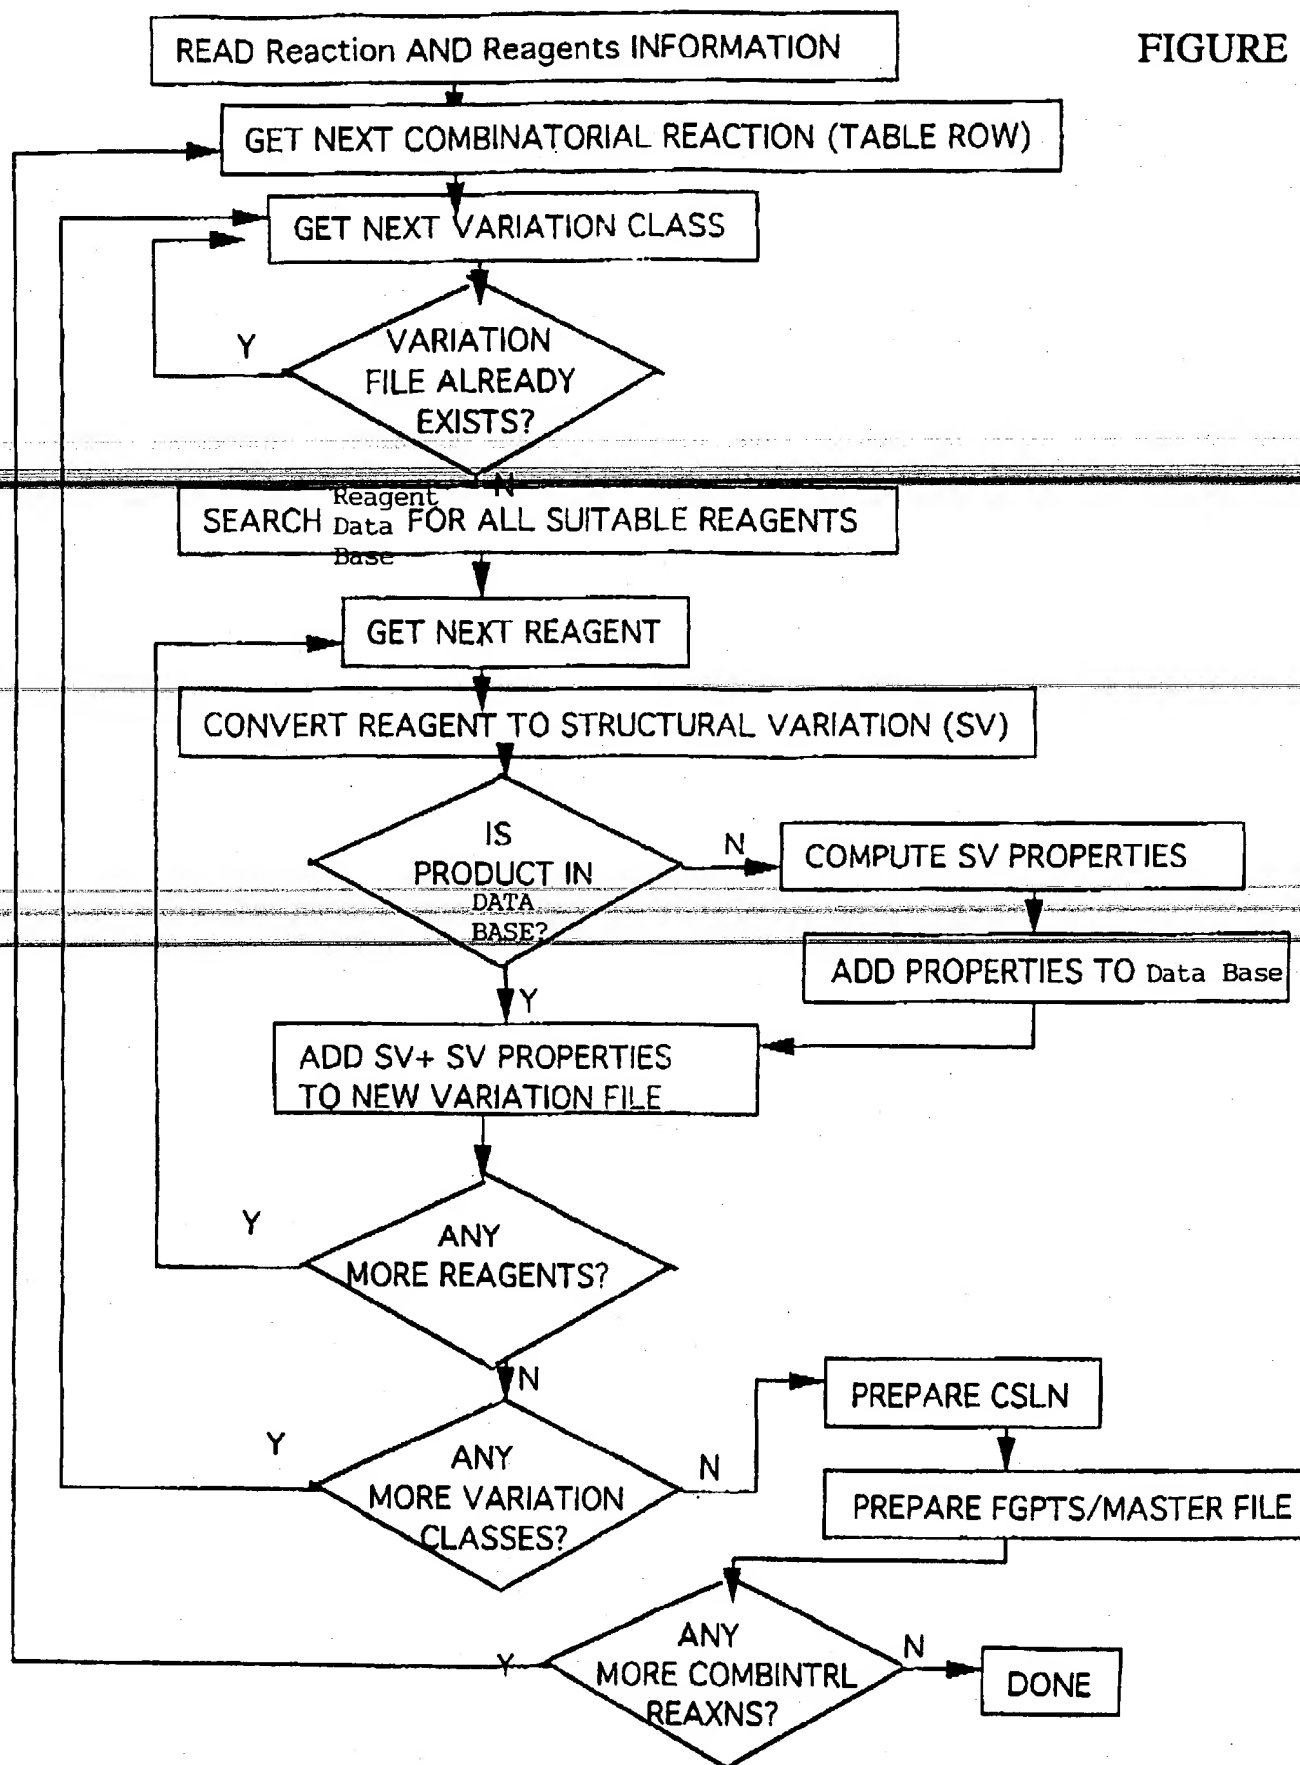 READ Reaction AND Reagents INFORMATION
FIGURE
GET NEXT COMBINATORIAL REACTION (TABLE ROW)
GET NEXT VARIATION CLASS
Y
VARIATION
FILE ALREADY
EXISTS?
N
SEARCH Reagent Data Base FOR ALL SUITABLE REAGENTS
GET NEXT REAGENT
CONVERT REAGENT TO STRUCTURAL VARIATION (SV)
IS
PRODUCT IN
DATA
BASE?
N
COMPUTE SV PROPERTIES
ADD PROPERTIES TO Data Base
Y
ADD SV+ SV PROPERTIES
TO NEW VARIATION FILE
Y
ANY
MORE REAGENTS?
N
PREPARE CSLN
Y
ANY
MORE VARIATION
CLASSES?
N
PREPARE FGPTS/MASTER FILE
Y
ANY
MORE COMBINTRL
REAXNS?
N
DONE